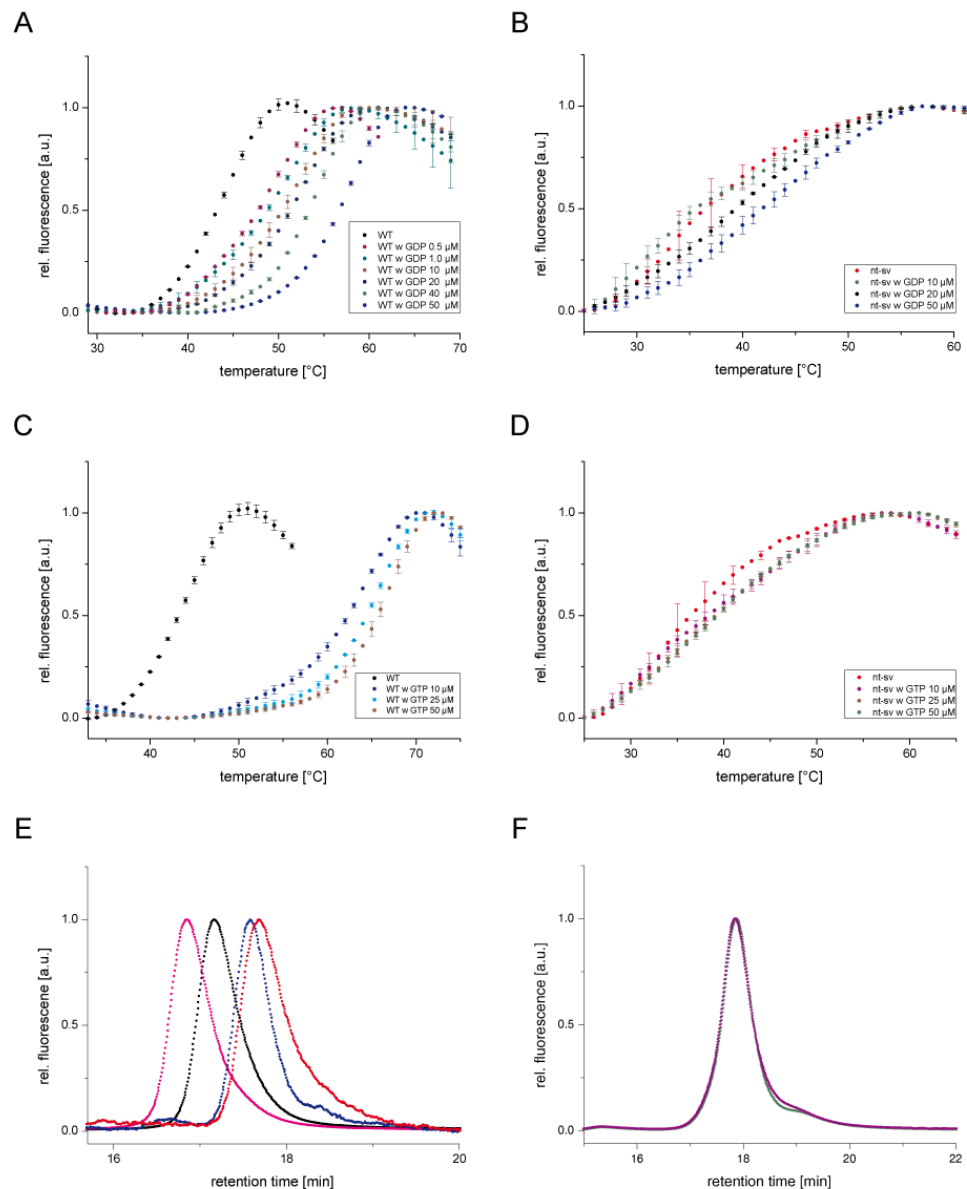 A
rel. fluorescence [a.u.]
1.0
0.5
0.0
30
40
50
60
70
temperature [°C]
WT
WT w GDP 0.5 µM
WT w GDP 1.0 µM
WT w GDP 10 µM
WT w GDP 20 µM
WT w GDP 40 µM
WT w GDP 50 µM
B
rel. fluorescence [a.u.]
1.0
0.5
0.0
30
40
50
60
temperature [°C]
nt-sv
nt-sv w GDP 10 µM
nt-sv w GDP 20 µM
nt-sv w GDP 50 µM
C
rel. fluorescence [a.u.]
1.0
0.5
0.0
40
50
60
70
temperature [°C]
WT
WT w GTP 10 µM
WT w GTP 25 µM
WT w GTP 50 µM
D
rel. fluorescence [a.u.]
1.0
0.5
0.0
30
40
50
60
temperature [°C]
nt-sv
nt-sv w GTP 10 µM
nt-sv w GTP 25 µM
nt-sv w GTP 50 µM
E
rel. fluorescene [a.u.]
1.0
0.5
0.0
16
18
20
retention time [min]
F
rel. fluorescence [a.u.]
1.0
0.5
0.0
16
18
20
22
retention time [min]